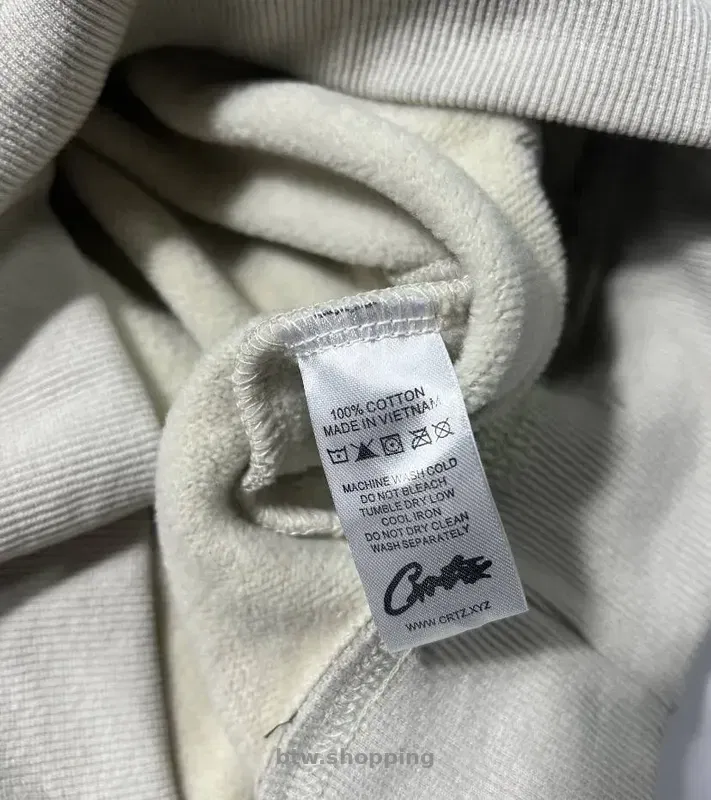 100% COTTON
MADE IN VIETNAM
MACHINE WASH COLD
DO NOT BLEACH
TUMBLE DRY LOW
COOL IRON
DO NOT DRY CLEAN
WASH SEPARATELY
Crtz
WWW.CRTZ.XYZ
btw.shopping